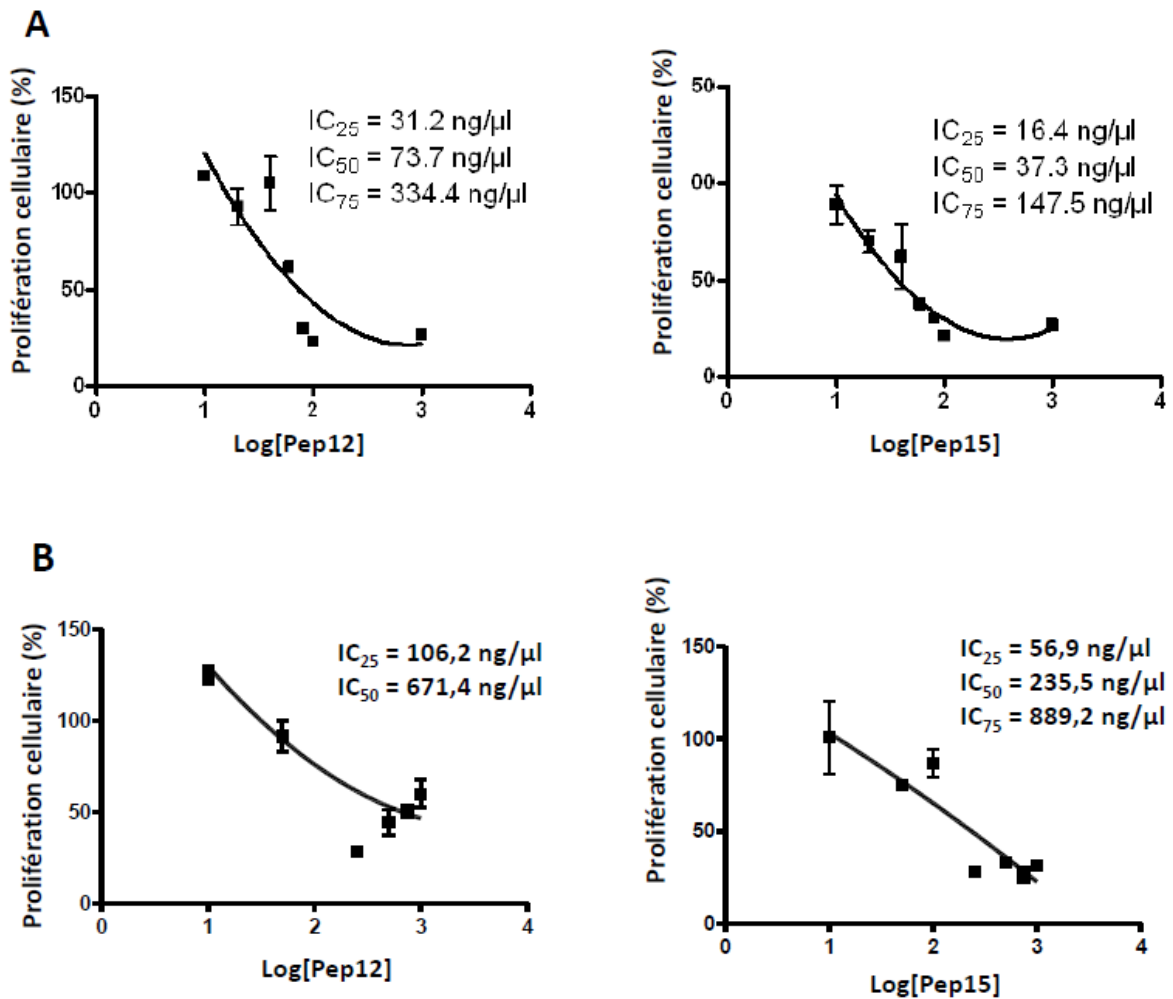 A
Prolifération cellulaire (%)
150
100
50
0
0 1 2 3 4
Log[Pep12]
IC25 = 31.2 ng/µl
IC50 = 73.7 ng/µl
IC75 = 334.4 ng/µl
Prolifération cellulaire (%)
50
00
50
0
0 1 2 3 4
Log[Pep15]
IC25 = 16.4 ng/µl
IC50 = 37.3 ng/µl
IC75 = 147.5 ng/µl
B
Prolifération cellulaire (%)
150
100
50
0
0 1 2 3 4
Log[Pep12]
IC25 = 106,2 ng/µl
IC50 = 671,4 ng/µl
Prolifération cellulaire (%)
150
100
50
0
0 1 2 3 4
Log[Pep15]
IC25 = 56,9 ng/µl
IC50 = 235,5 ng/µl
IC75 = 889,2 ng/µl